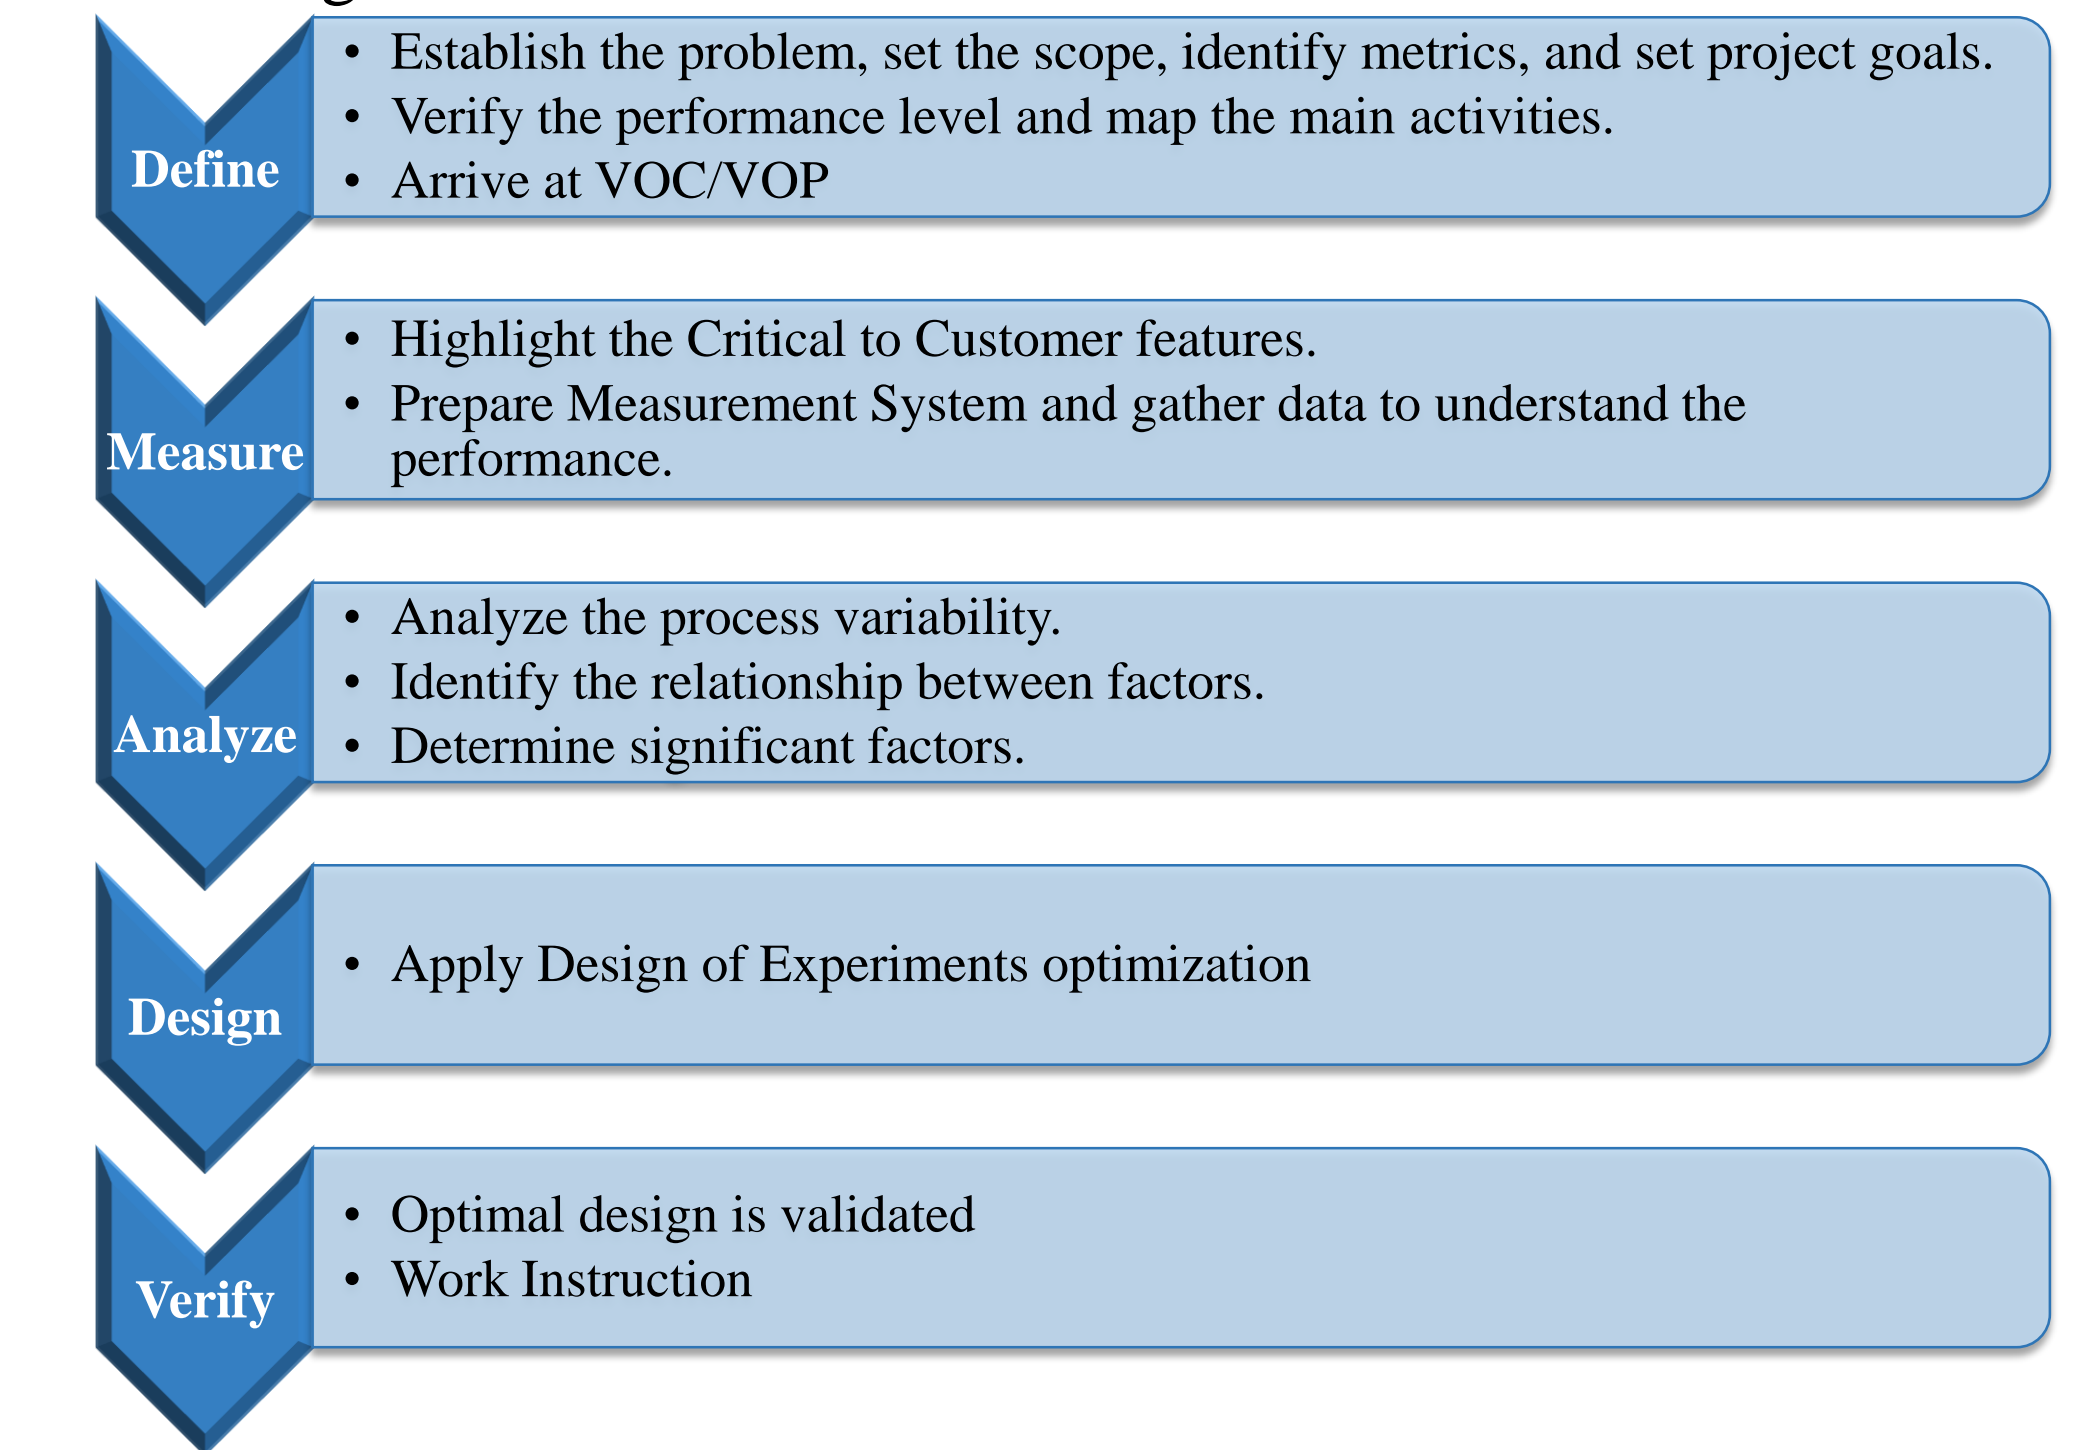 Define
• Establish the problem, set the scope, identify metrics, and set project goals.
• Verify the performance level and map the main activities.
• Arrive at VOC/VOP
Measure
• Highlight the Critical to Customer features.
• Prepare Measurement System and gather data to understand the
performance.
Analyze
• Analyze the process variability.
• Identify the relationship between factors.
• Determine significant factors.
Design
• Apply Design of Experiments optimization
Verify
• Optimal design is validated
• Work Instruction